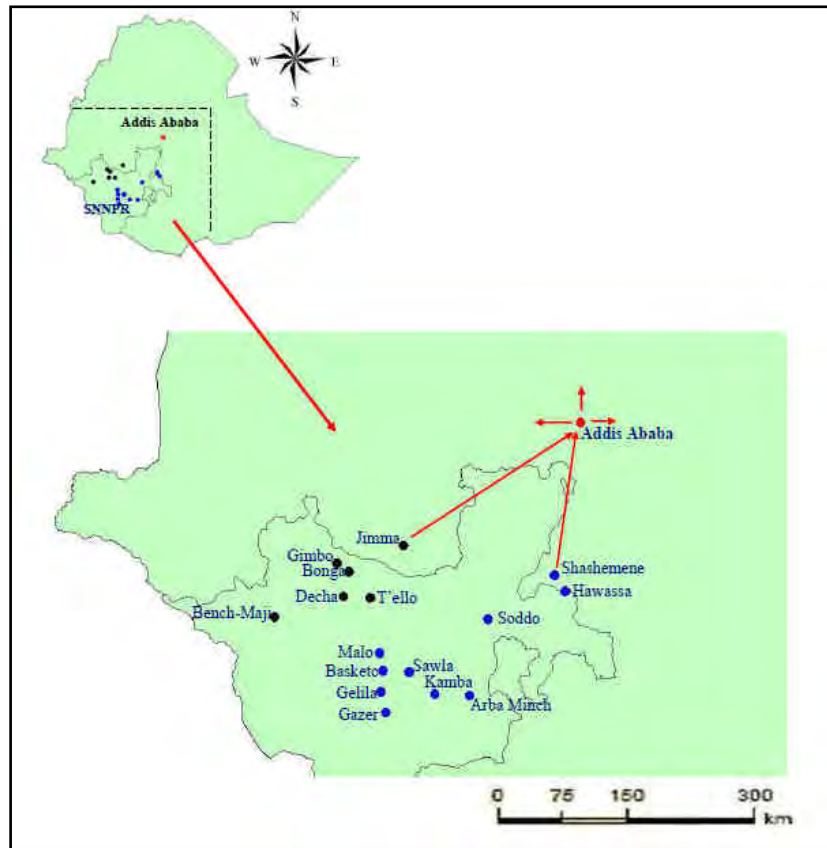 N
W
E
S
Addis Ababa
SNNPR
Addis Ababa
Jimma
Gimbo
Bonga
Shashemene
Hawassa
Decha
T'ello
Bench-Maji
Soddo
Malo
Basketo
Sawla
Kamba
Gelila
Arba Minch
Gazer
0 75 150 300
km